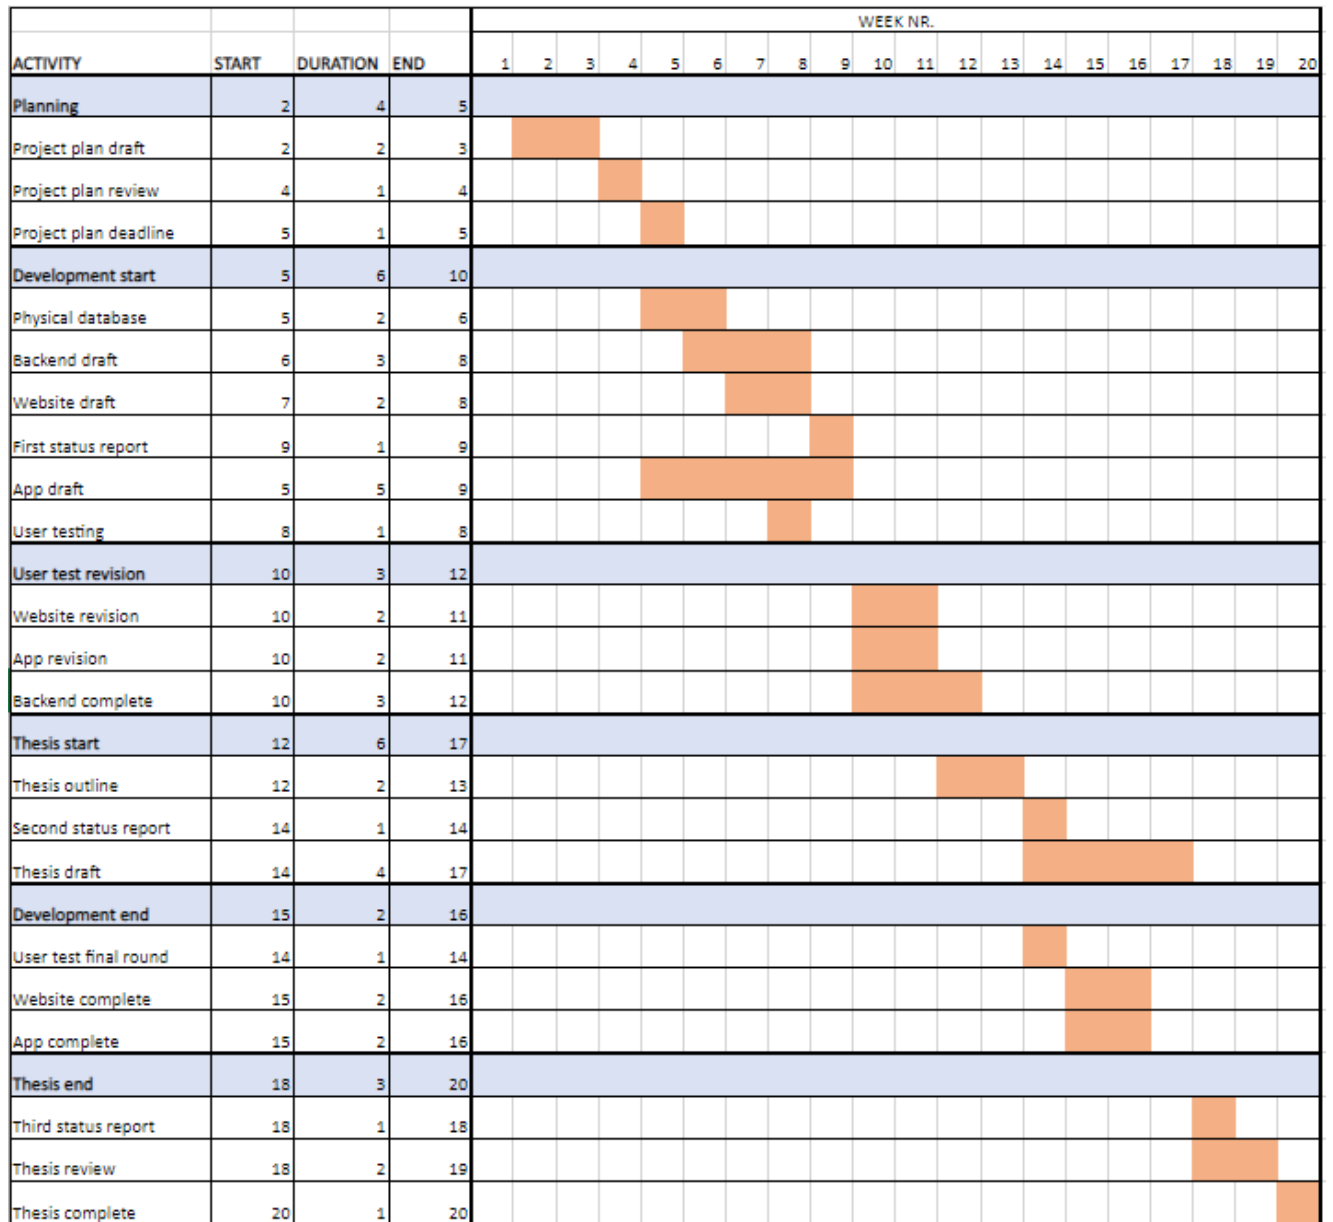 WEEK NR.
ACTIVITY START DURATION END 1 2 3 4 5 6 7 8 9 10 11 12 13 14 15 16 17 18 19 20
Planning 2 4 5
Project plan draft 2 2 3
Project plan review 4 1 4
Project plan deadline 5 1 5
Development start 5 6 10
Physical database 5 2 6
Backend draft 6 3 8
Website draft 7 2 8
First status report 9 1 9
App draft 5 5 9
User testing 8 1 8
User test revision 10 3 12
Website revision 10 2 11
App revision 10 2 11
Backend complete 10 3 12
Thesis start 12 6 17
Thesis outline 12 2 13
Second status report 14 1 14
Thesis draft 14 4 17
Development end 15 2 16
User test final round 14 1 14
Website complete 15 2 16
App complete 15 2 16
Thesis end 18 3 20
Third status report 18 1 18
Thesis review 18 2 19
Thesis complete 20 1 20